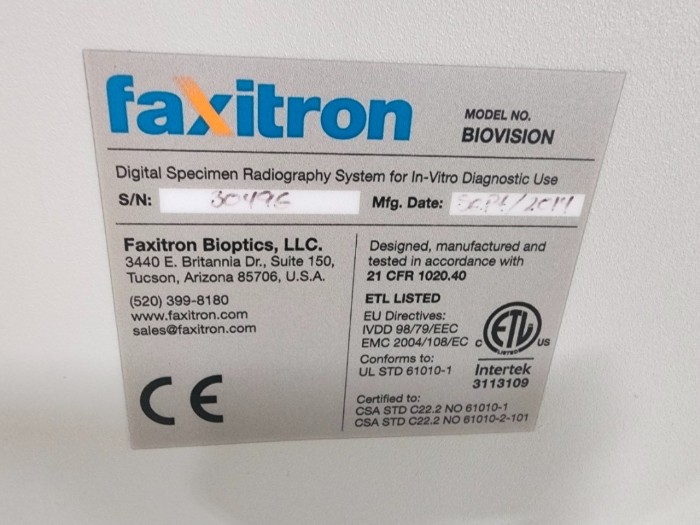 faxitron
MODEL NO.
BIOVISION
Digital Specimen Radiography System for In-Vitro Diagnostic Use
S/N: 30496
Mfg. Date:
Faxitron Bioptics, LLC.
3440 E. Britannia Dr., Suite 150,
Tucson, Arizona 85706, U.S.A.
(520) 399-8180
www.faxitron.com
sales@faxitron.com
CE
Designed, manufactured and
tested in accordance with
21 CFR 1020.40
ETL LISTED
EU Directives:
IVDD 98/79/EEC
EMC 2004/108/EC
Conforms to:
UL STD 61010-1
C ETL US
LISTED
Intertek
3113109
Certified to:
CSA STD C22.2 NO 61010-1
CSA STD C22.2 NO 61010-2-101